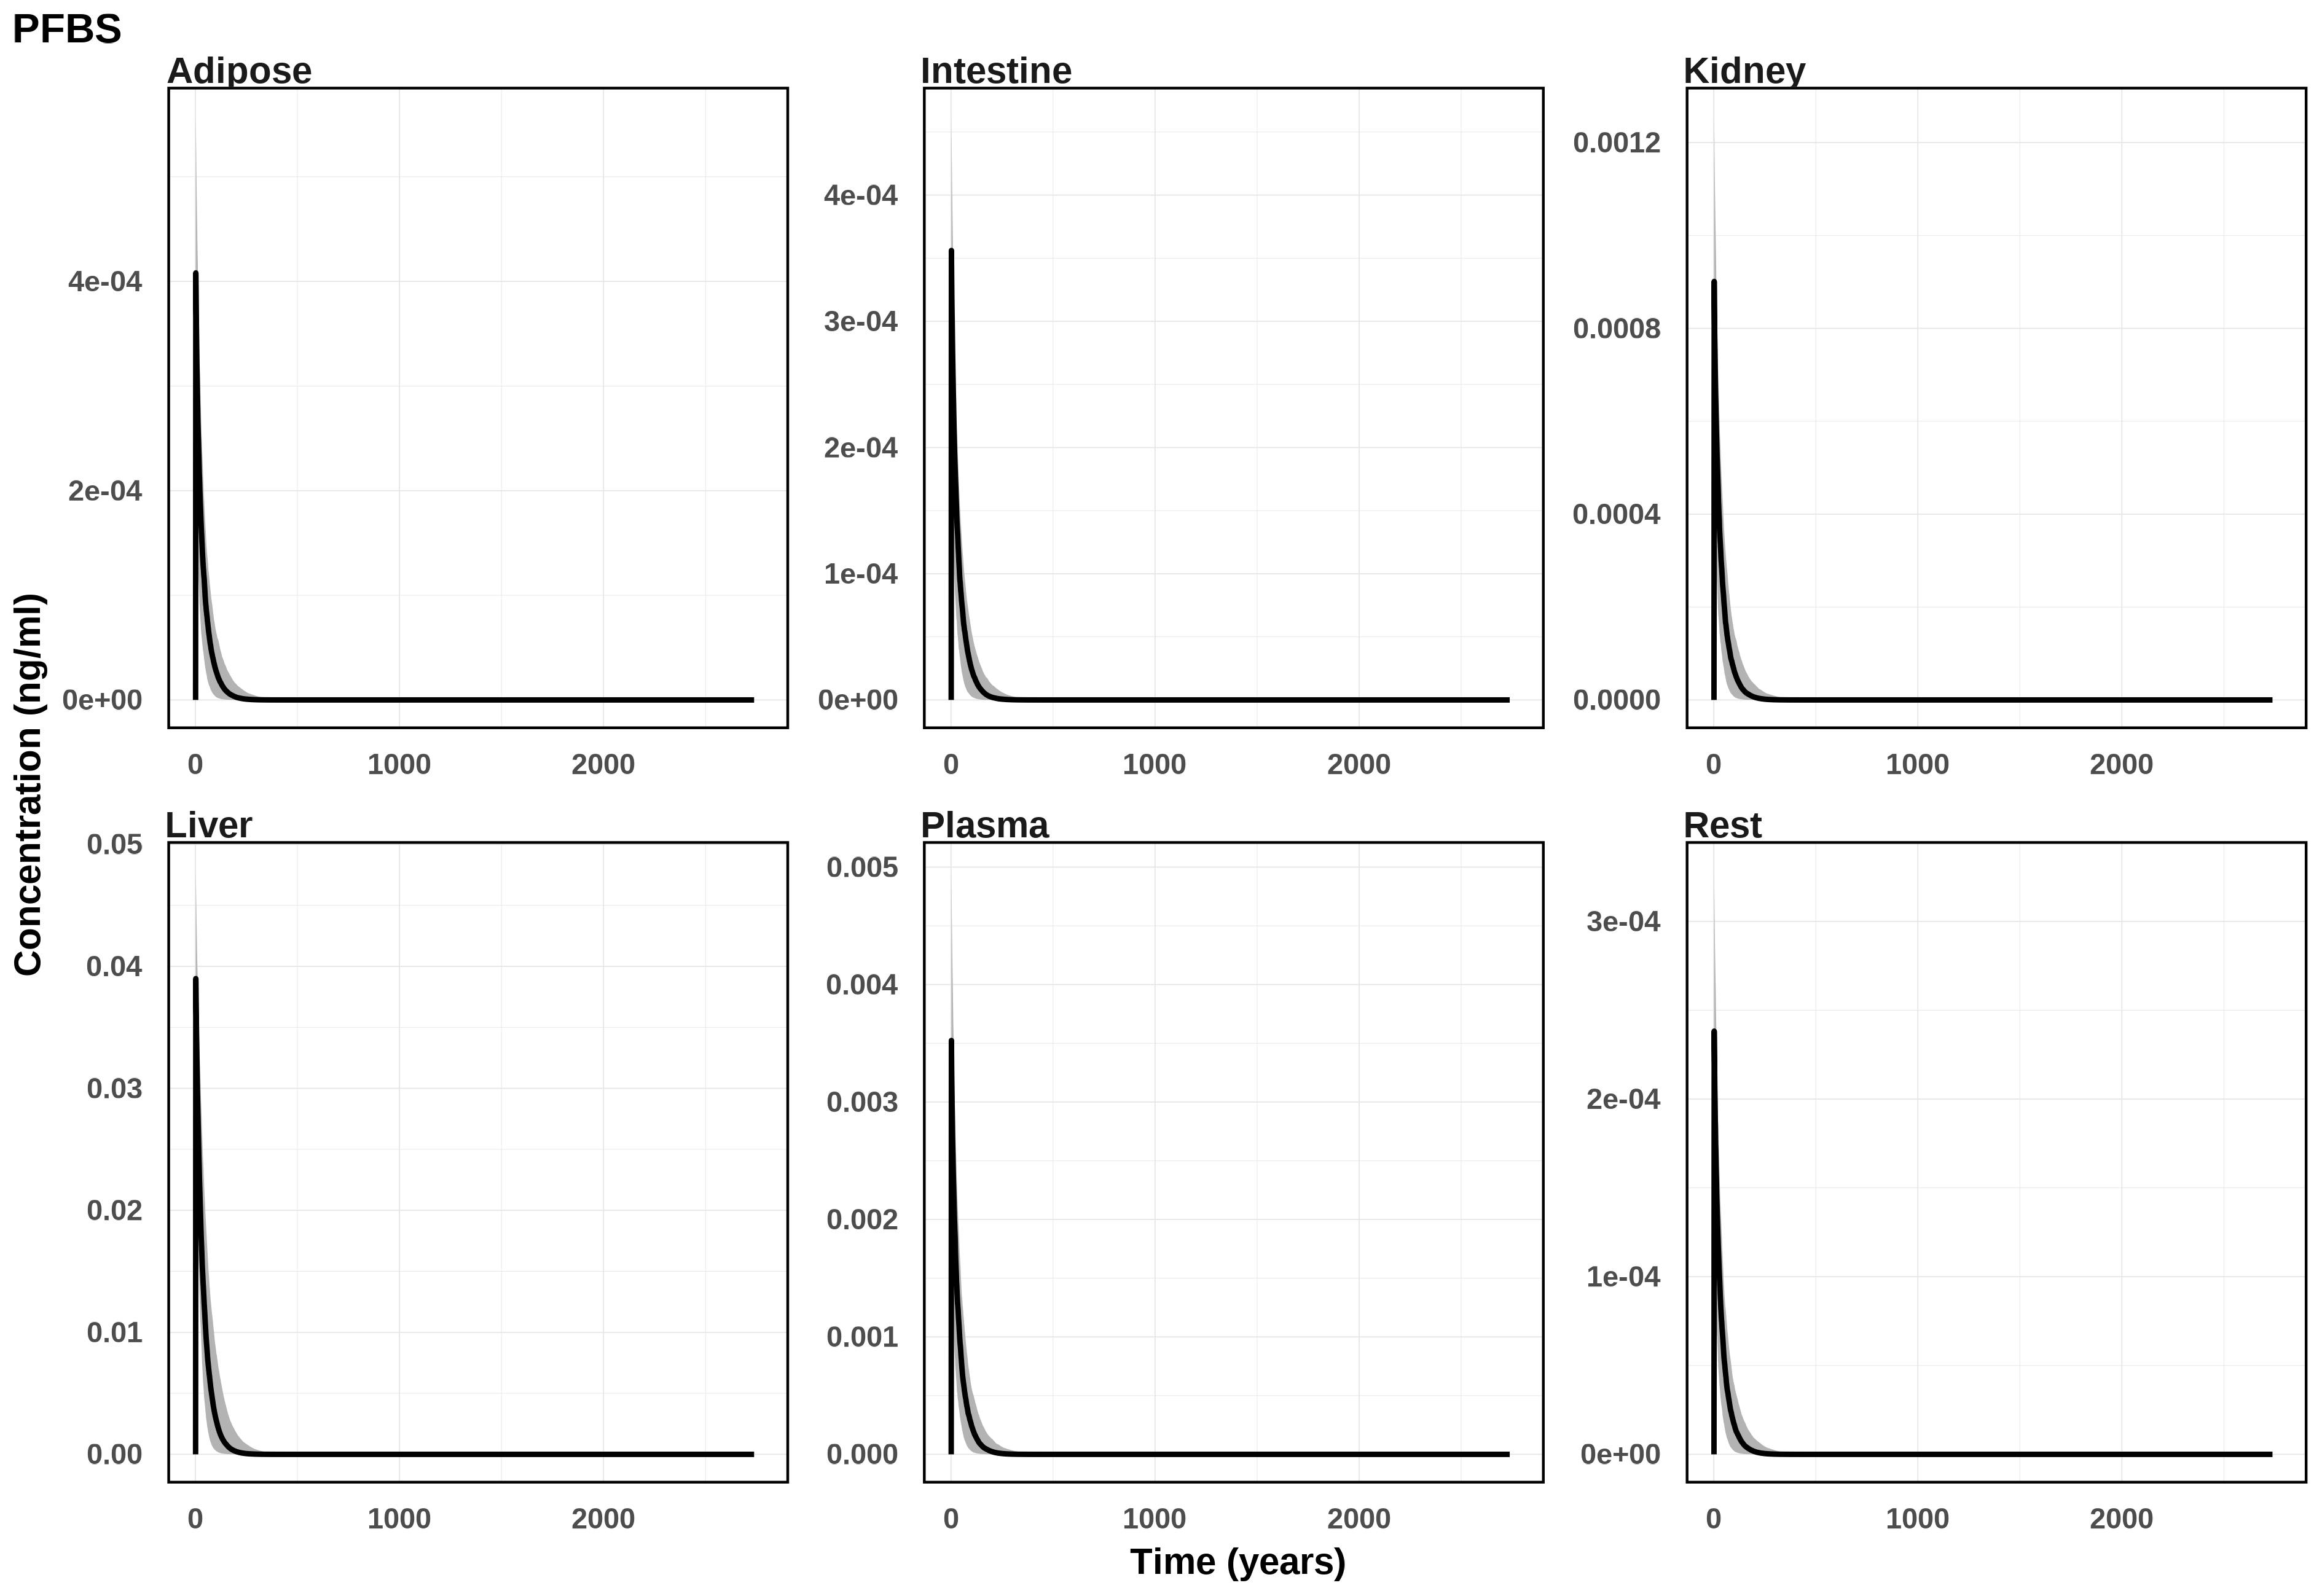 PFBS
Adipose
Intestine
Kidney
4e-04
2e-04
0e+00
4e-04
3e-04
2e-04
1e-04
0e+00
0.0012
0.0008
0.0004
0.0000
0 1000 2000
0 1000 2000
0 1000 2000
Concentration (ng/ml)
Liver
Plasma
Rest
0.05
0.04
0.03
0.02
0.01
0.00
0.005
0.004
0.003
0.002
0.001
0.000
3e-04
2e-04
1e-04
0e+00
0 1000 2000
0 1000 2000
0 1000 2000
Time (years)